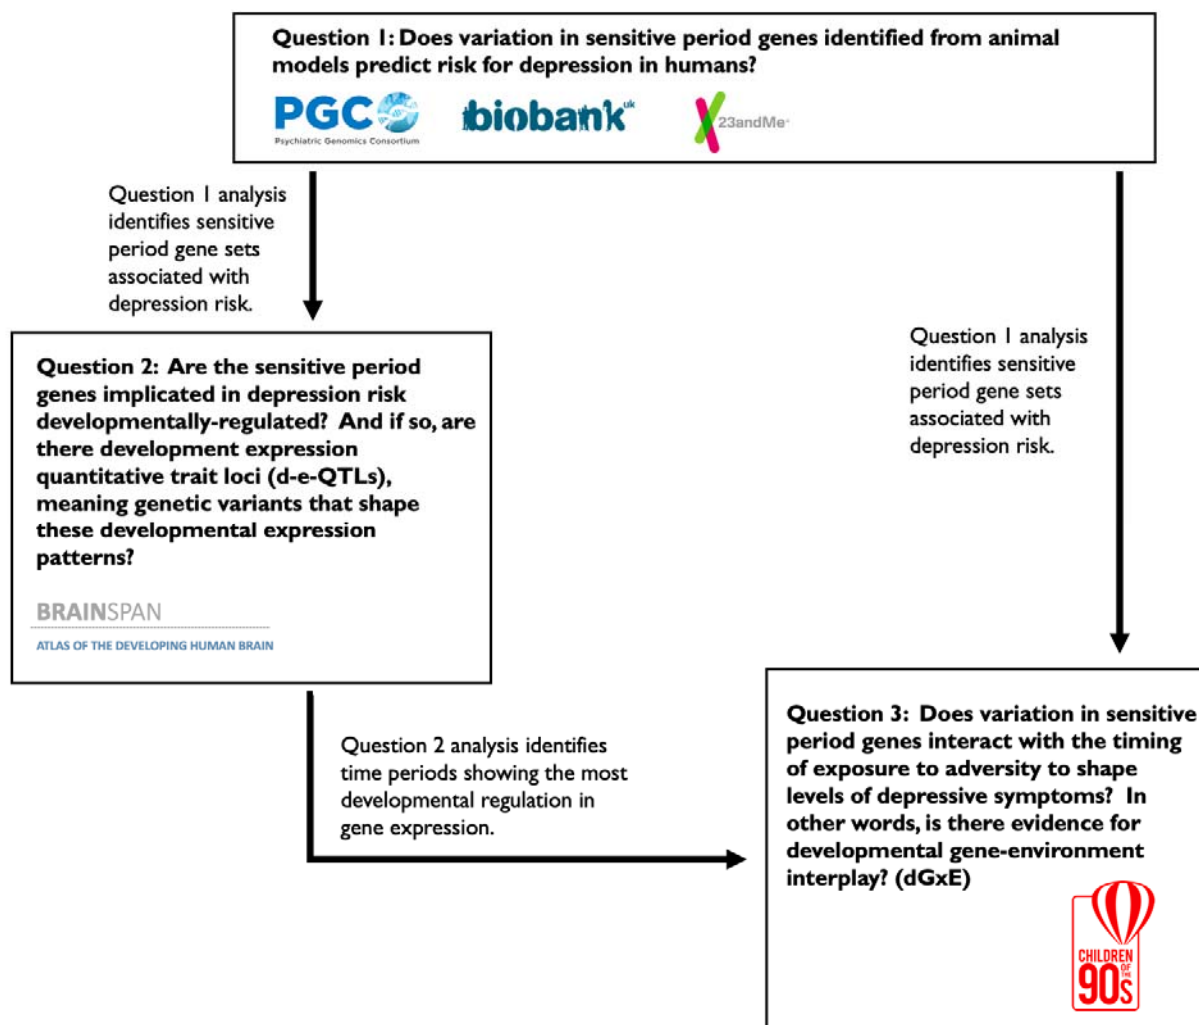 Question 1: Does variation in sensitive period genes identified from animal
models predict risk for depression in humans?
PGC
Psychiatric Genomics Consortium
biobank uk
23andMe
Question 1 analysis
identifies sensitive
period gene sets
associated with
depression risk.
Question 1 analysis
identifies sensitive
period gene sets
associated with
depression risk.
Question 2: Are the sensitive period
genes implicated in depression risk
developmentally-regulated? And if so, are
there development expression
quantitative trait loci (d-e-QTLs),
meaning genetic variants that shape
these developmental expression
patterns?
BRAINSPAN
ATLAS OF THE DEVELOPING HUMAN BRAIN
Question 2 analysis identifies
time periods showing the most
developmental regulation in
gene expression.
Question 3: Does variation in sensitive
period genes interact with the timing
of exposure to adversity to shape
levels of depressive symptoms? In
other words, is there evidence for
developmental gene-environment
interplay? (dGxE)
CHILDREN
OF THE
90s